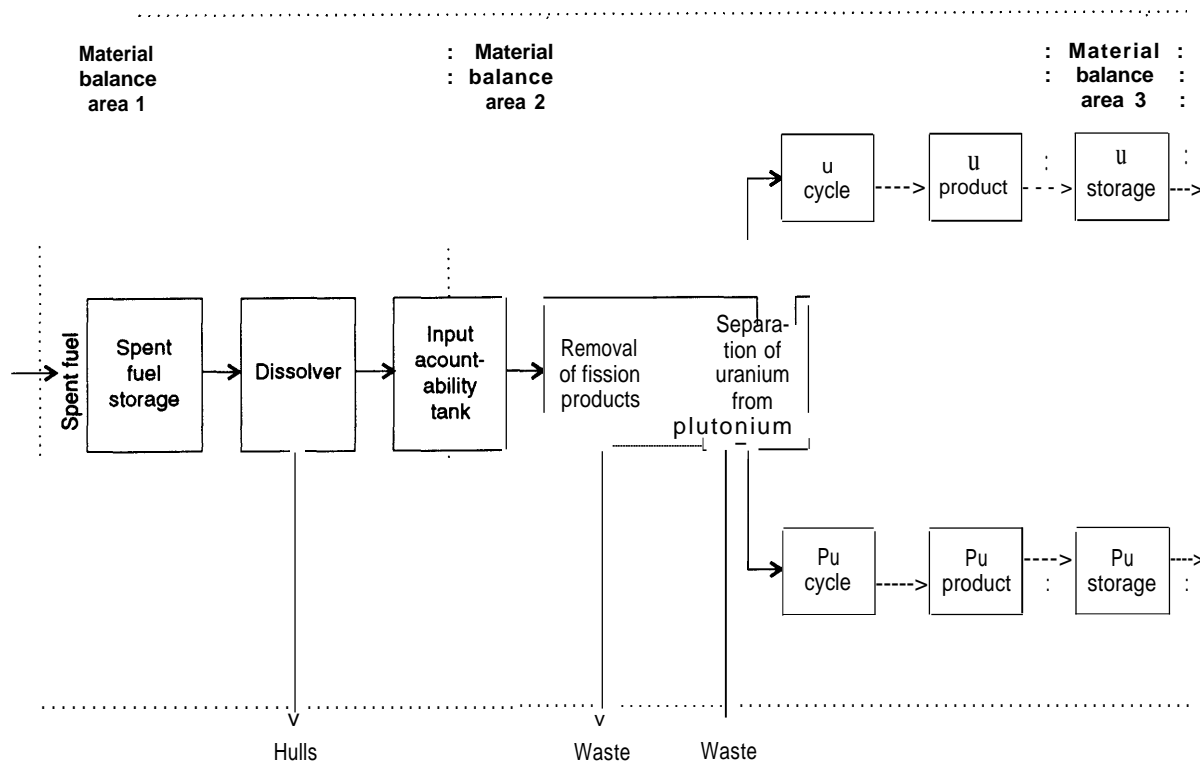 Material
balance
area 1
: Material
: balance
area 2
: Material :
: balance :
area 3 :
u
cycle
u
product
u
storage
Spent fuel
Spent
fuel
storage
Dissolver
Input
acount-
ability
tank
Removal
of fission
products
Separa-
tion of
uranium
from
plutonium
Pu
cycle
Pu
product
Pu
storage
Hulls
Waste
Waste